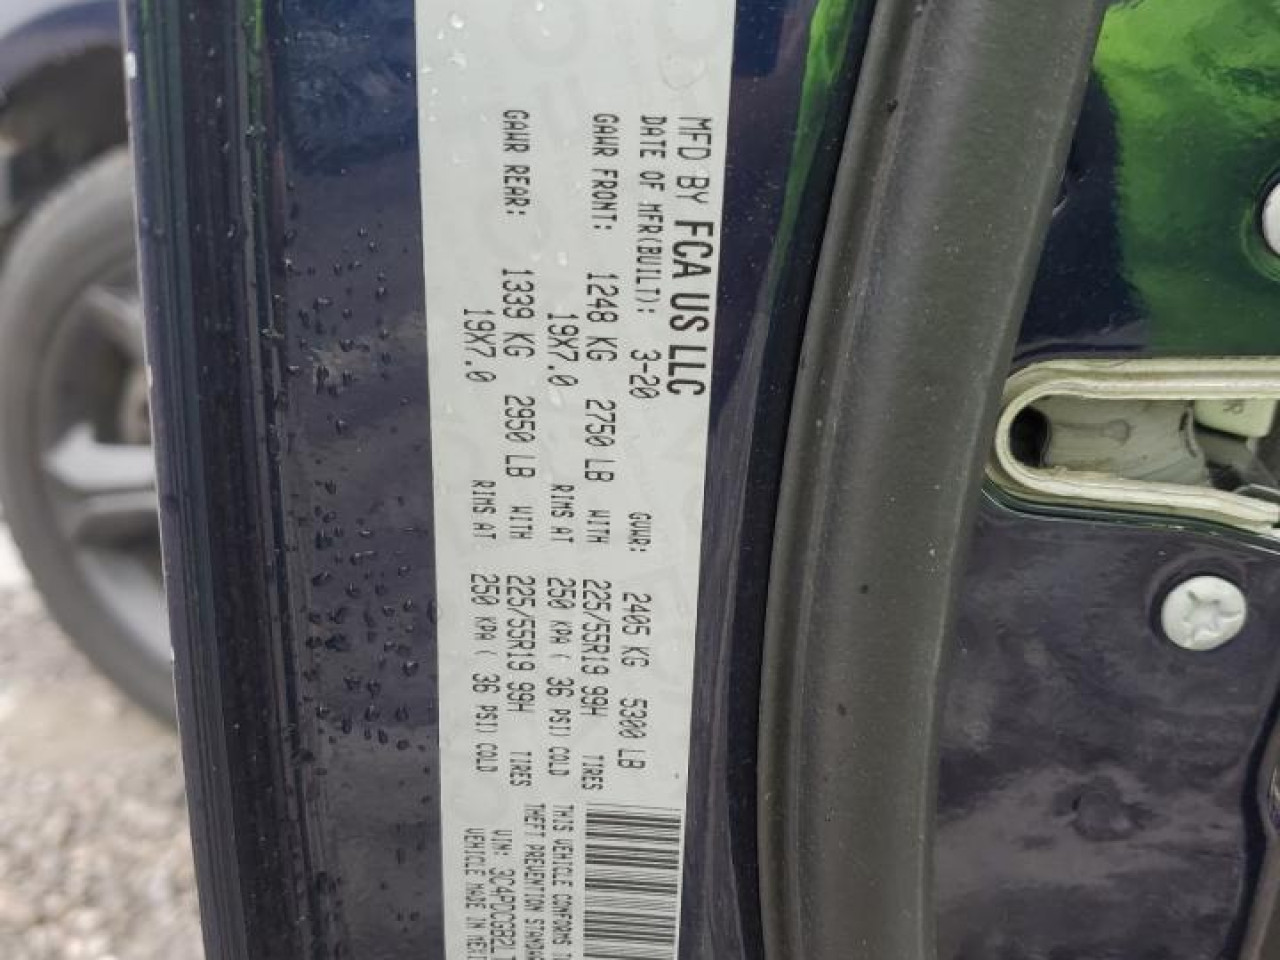 MFD BY FCA US LLC
DATE OF MFR(BUILT): 3-20 GVWR: 2405 KG 5300 LB
GAWR FRONT: 1248 KG 2750 LB WITH 225/55R19 99H TIRES
19X7.0 RIMS AT 250 KPA ( 36 PSI) COLD
GAWR REAR: 1339 KG 2950 LB WITH 225/55R19 99H TIRES
19X7.0 RIMS AT 250 KPA ( 36 PSI) COLD
THIS VEHICLE CONFORMS
THEFT PREVENTION
VIN: 3C4PDCGB2L
VEHICLE MADE IN
R